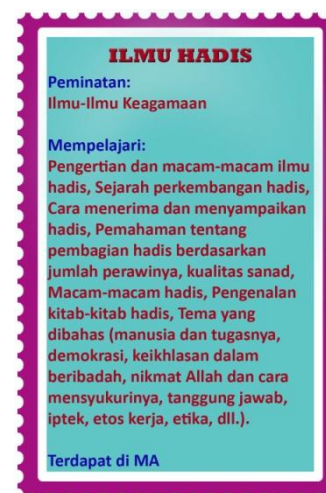 ILMU HADIS
Peminatan:
Ilmu-Ilmu Keagamaan
Mempelajari:
Pengertian dan macam-macam ilmu
hadis, Sejarah perkembangan hadis,
Cara menerima dan menyampaikan
hadis, Pemahaman tentang
pembagian hadis berdasarkan
jumlah perawinya, kualitas sanad,
Macam-macam hadis, Pengenalan
kitab-kitab hadis, Tema yang
dibahas (manusia dan tugasnya,
demokrasi, keikhlasan dalam
beribadah, nikmat Allah dan cara
mensyukurinya, tanggung jawab,
iptek, etos kerja, etika, dll.).
Terdapat di MA